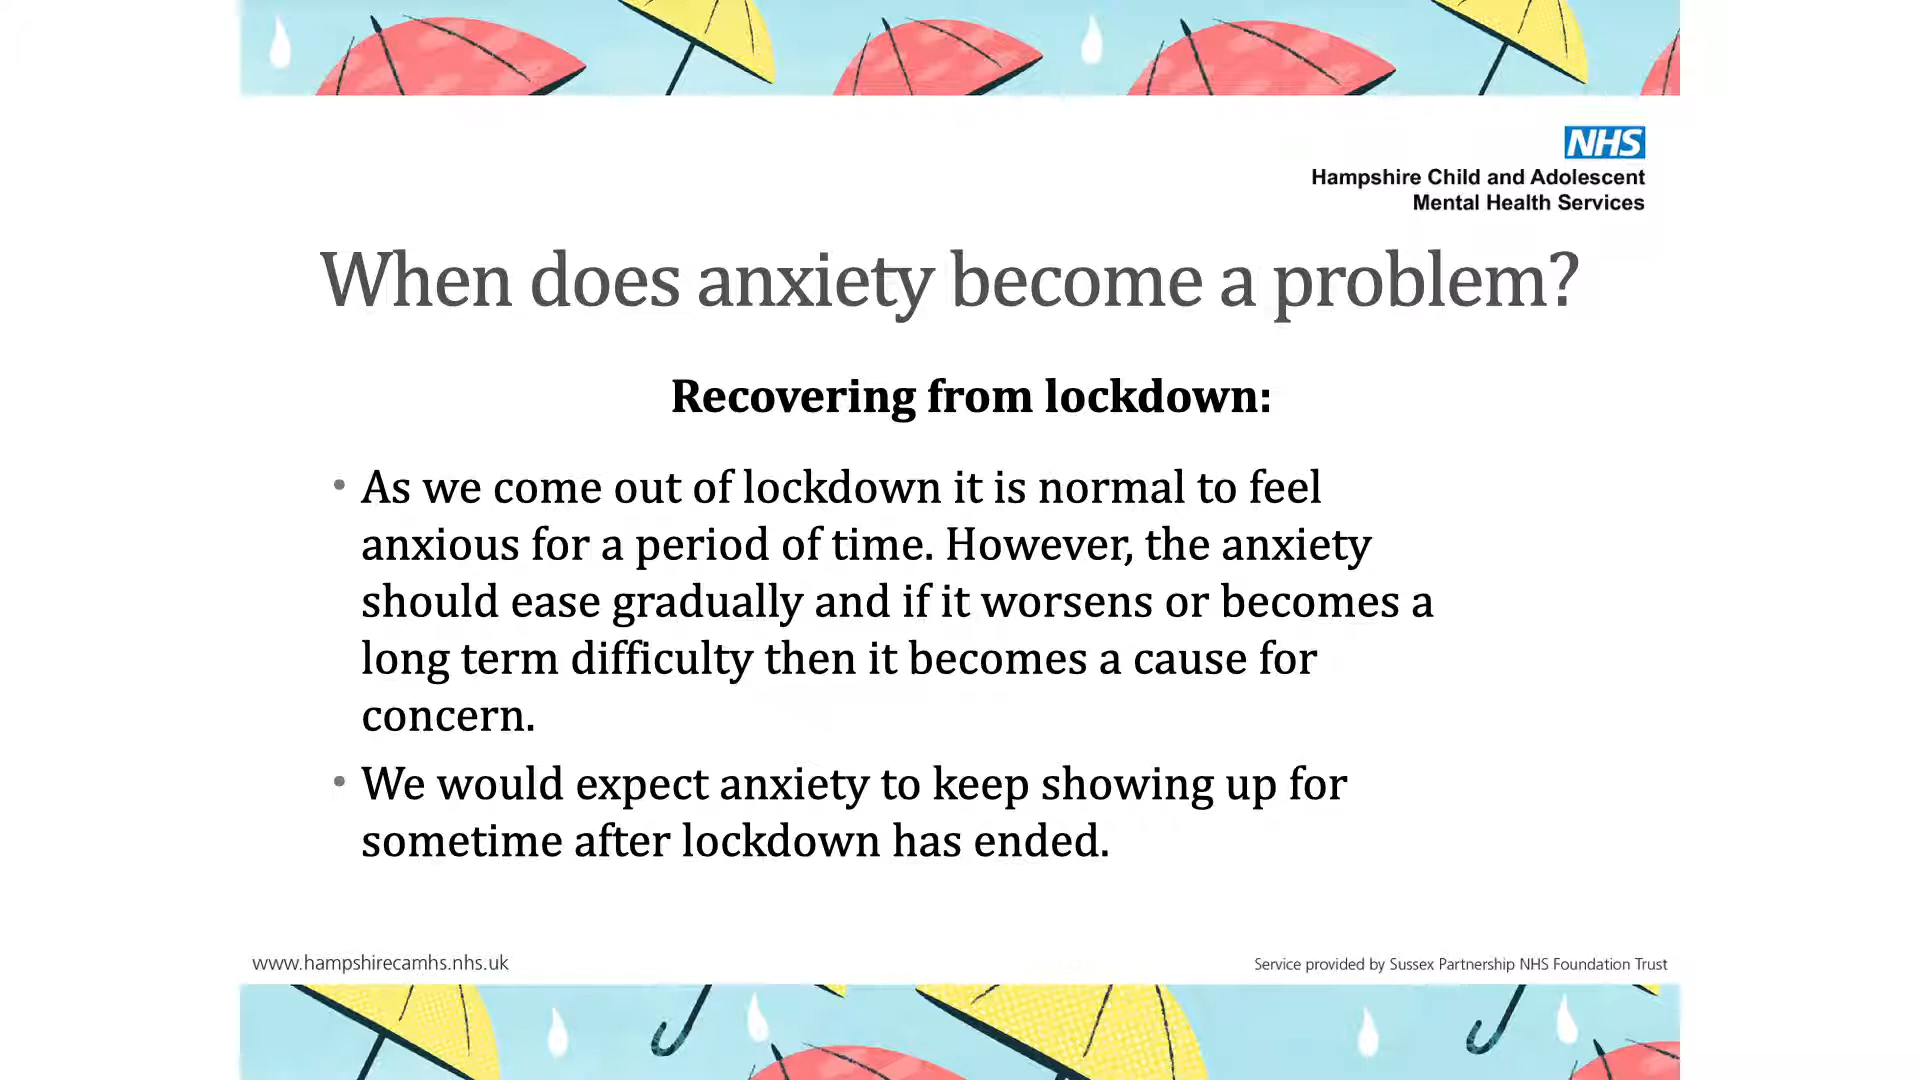 NHS
Hampshire Child and Adolescent
Mental Health Services
When does anxiety become a problem?
Recovering from lockdown:
• As we come out of lockdown it is normal to feel
anxious for a period of time. However, the anxiety
should ease gradually and if it worsens or becomes a
long term difficulty then it becomes a cause for
concern.
• We would expect anxiety to keep showing up for
sometime after lockdown has ended.
www.hampshirecamhs.nhs.uk
Service provided by Sussex Partnership NHS Foundation Trust